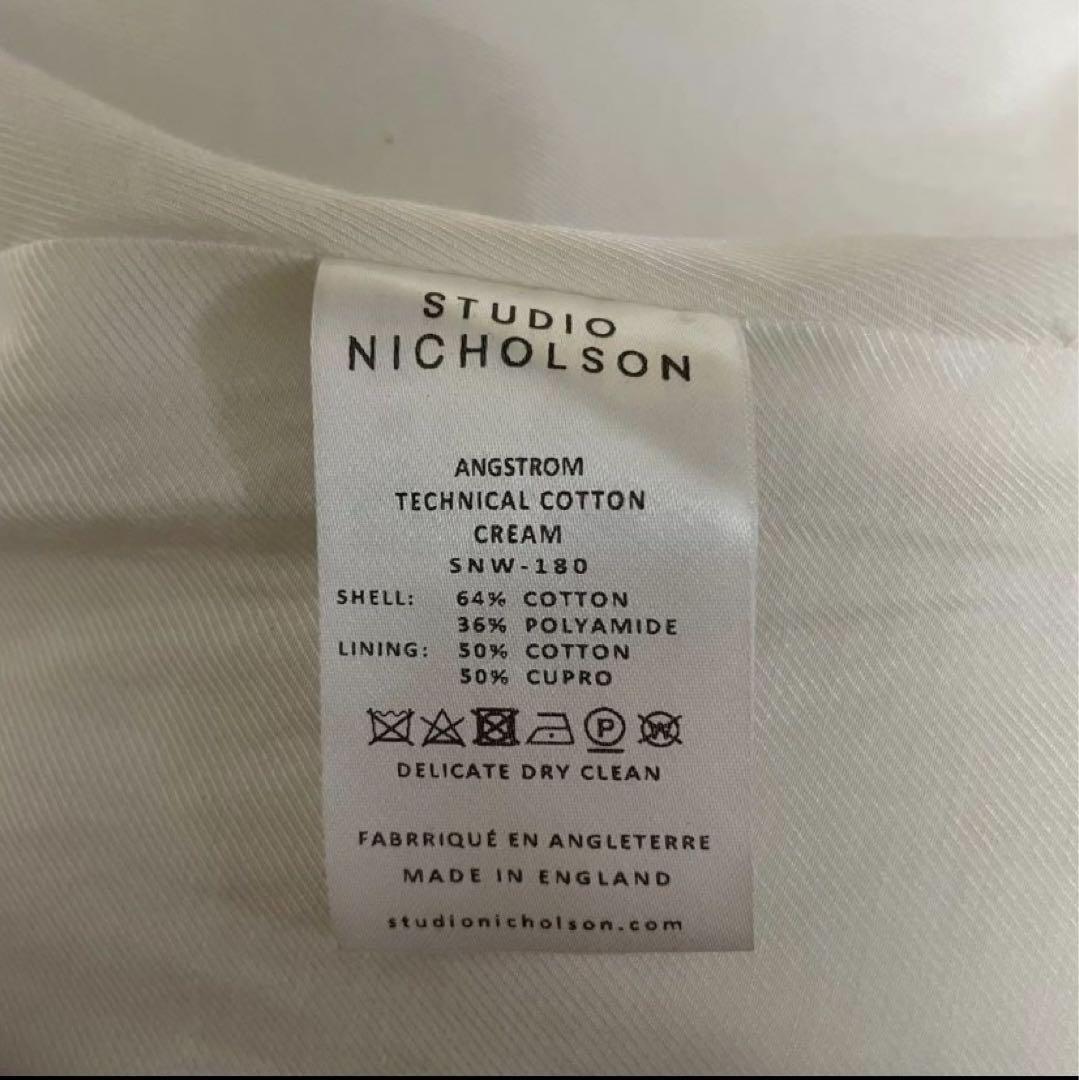 STUDIO
NICHOLSON
ANGSTROM
TECHNICAL COTTON
CREAM
SNW-180
SHELL: 64% COTTON
36% POLYAMIDE
LINING: 50% COTTON
50% CUPRO
P W
DELICATE DRY CLEAN
FABRRIQUÉ EN ANGLETERRE
MADE IN ENGLAND
studionicholson.com